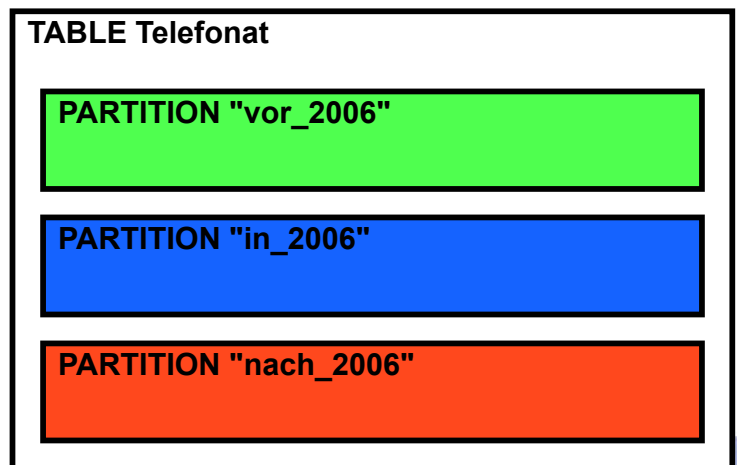 TABLE Telefonat
PARTITION "vor_2006"
PARTITION "in_2006"
PARTITION "nach_2006"